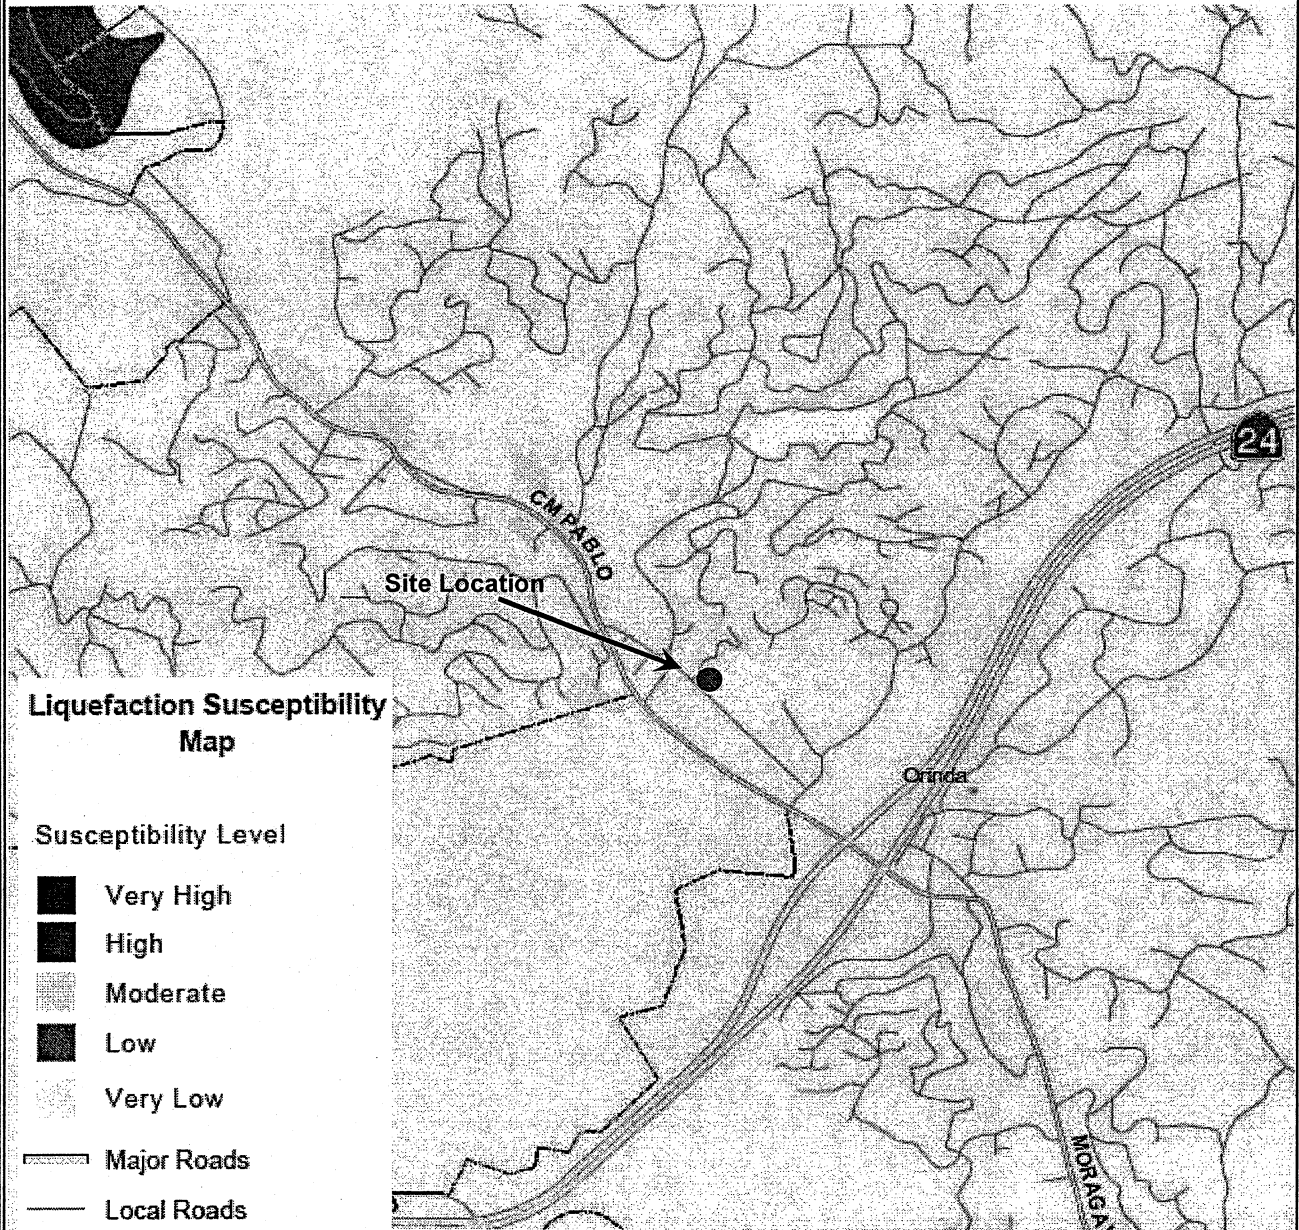 24
CM PABLO
Site Location
Orinda
Liquefaction Susceptibility
Map
Susceptibility Level
Very High
High
Moderate
Low
Very Low
Major Roads
Local Roads
MORAGA